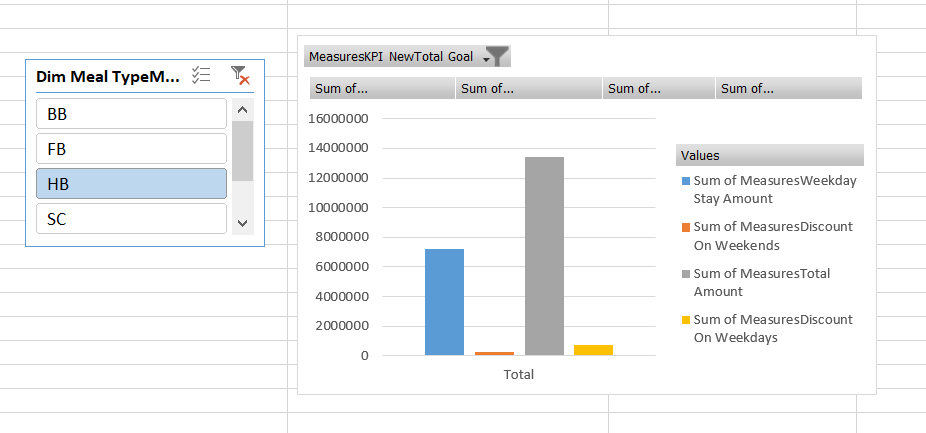 Dim Meal TypeM...
BB
FB
HB
SC
MeasuresKPI NewTotal Goal
Sum of... Sum of... Sum of... Sum of...
16000000
14000000
12000000
10000000
8000000
6000000
4000000
2000000
0
Total
Values
Sum of MeasuresWeekday
Stay Amount
Sum of MeasuresDiscount
On Weekends
Sum of MeasuresTotal
Amount
Sum of MeasuresDiscount
On Weekdays